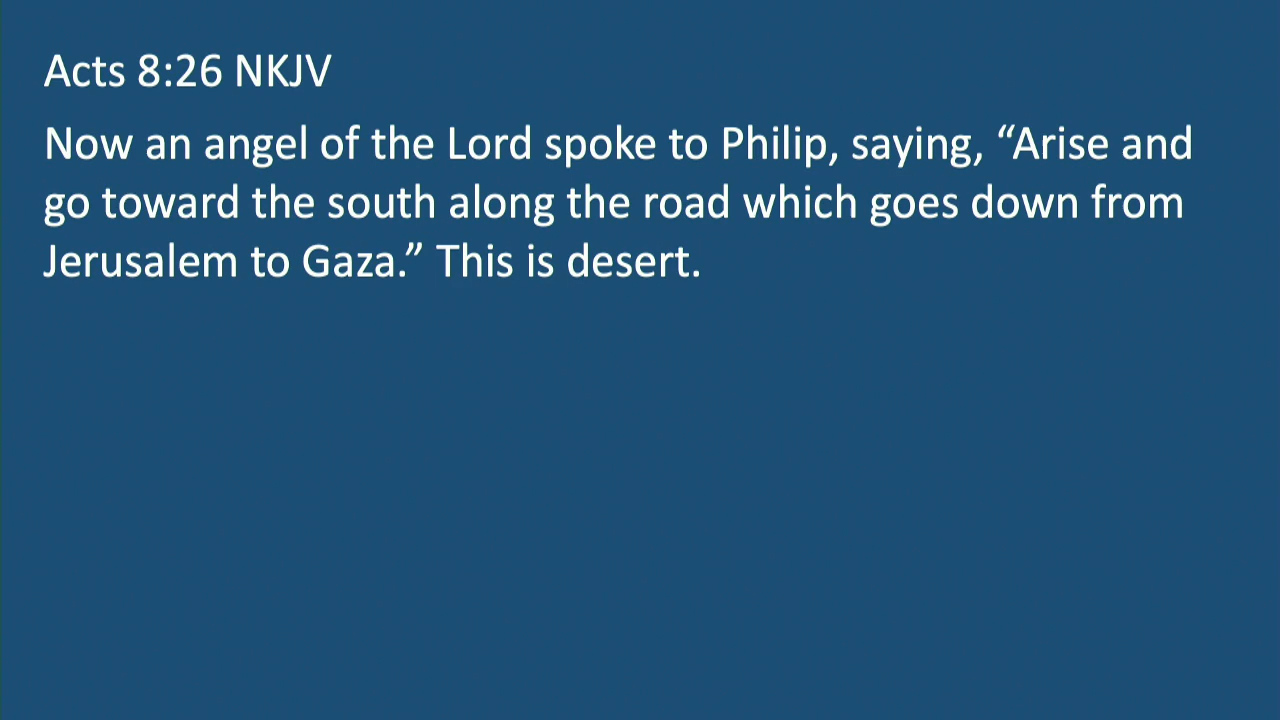 Acts 8:26 NKJV
Now an angel of the Lord spoke to Philip, saying, “Arise and
go toward the south along the road which goes down from
Jerusalem to Gaza.” This is desert.